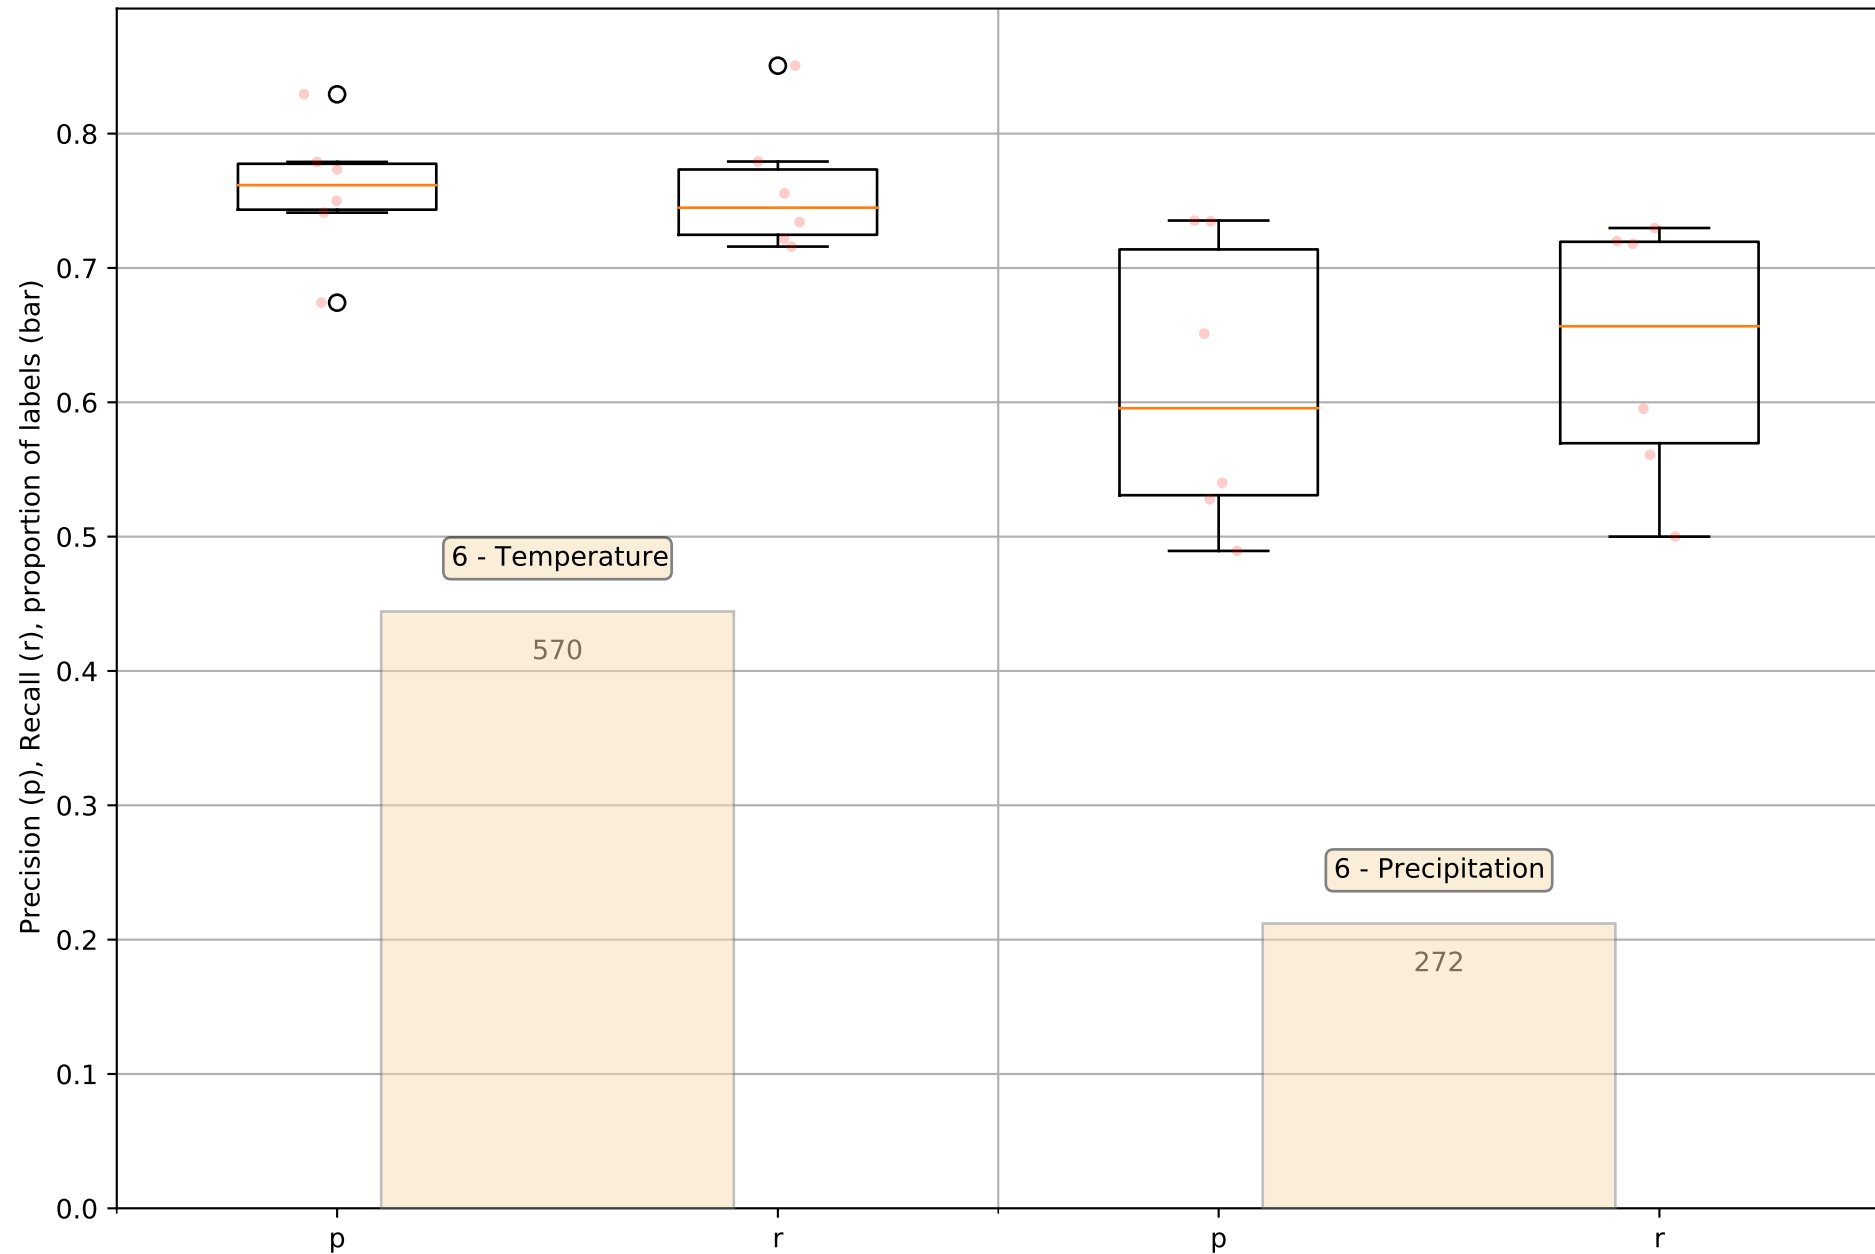 Precision (p), Recall (r), proportion of labels (bar)
0.8
0.7
0.6
0.5
0.4
0.3
0.2
0.1
0.0
6 - Temperature
570
6 - Precipitation
272
p
r
p
r